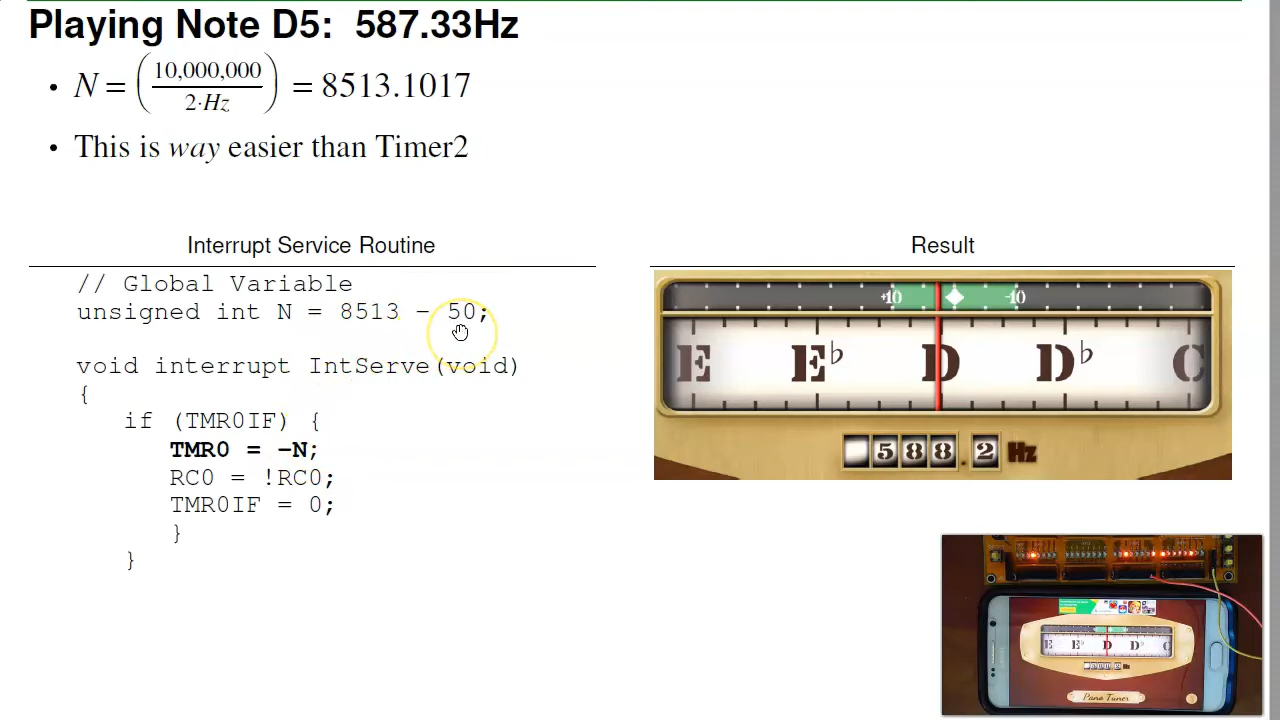 Playing Note D5: 587.33Hz
• N = (10,000,000 / 2·Hz) = 8513.1017
• This is way easier than Timer2
Interrupt Service Routine
// Global Variable
unsigned int N = 8513 - 50;
void interrupt IntServe(void)
{
if (TMR0IF) {
TMR0 = -N;
RC0 = !RC0;
TMR0IF = 0;
}
}
Result
+10 -10
E E♭ D D♭ C
588.2 Hz
E E♭ D D♭ C
Pano Tuner